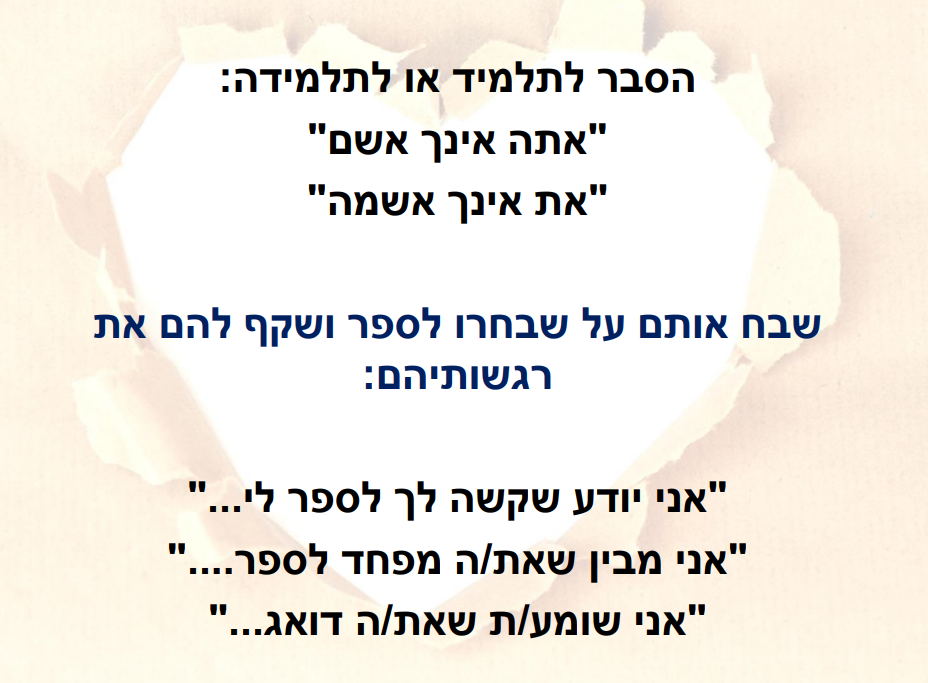 הסבר לתלמיד או לתלמידה:
"אתה אינך אשם"
"את אינך אשמה"
שבח אותם על שבחרו לספר ושקף להם את
רגשותיהם:
"אני יודע שקשה לך לספר לי..."
"אני מבין שאת/ה מפחד לספר...."
"אני שומע/ת שאת/ה דואג..."